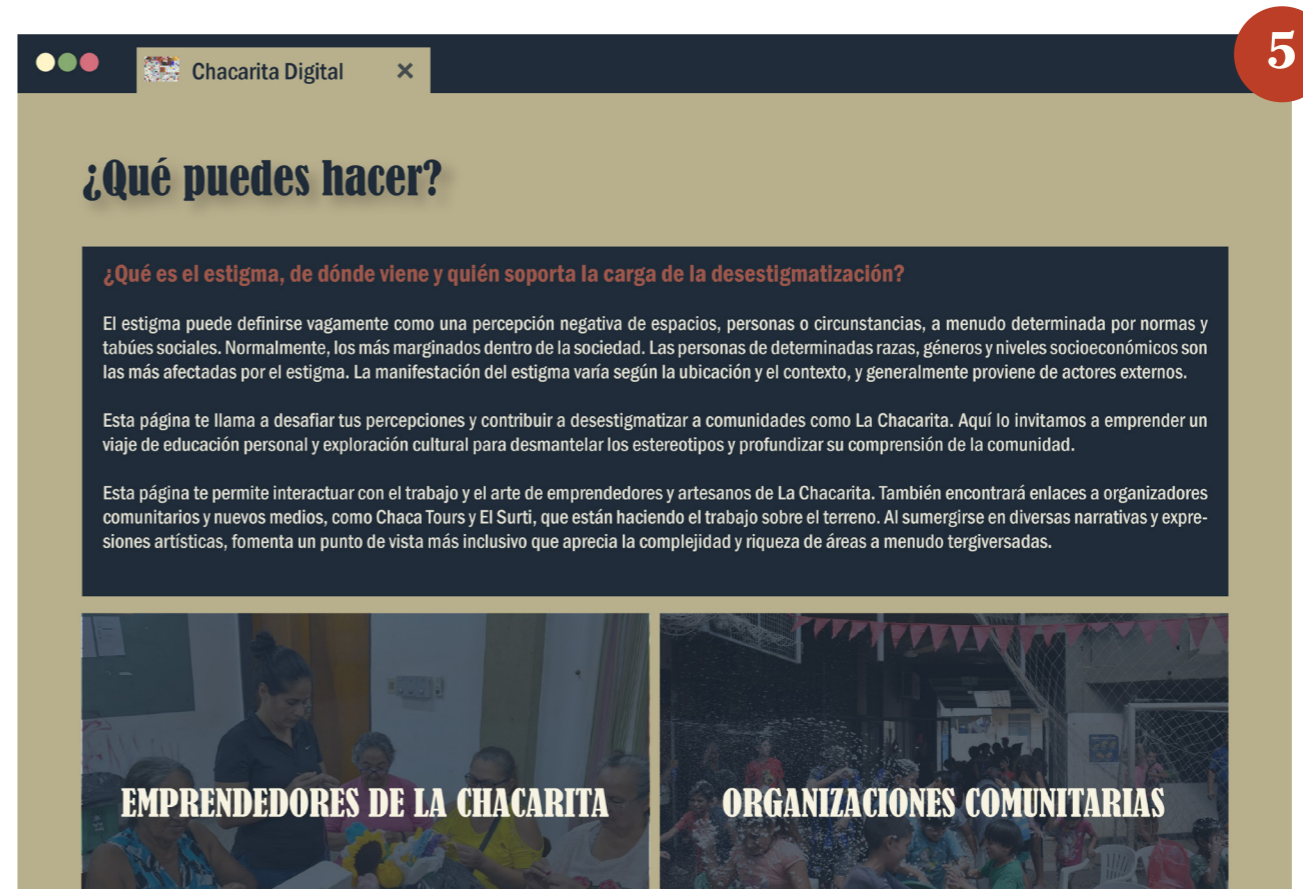 5
Chacarita Digital ×
¿Qué puedes hacer?
¿Qué es el estigma, de dónde viene y quién soporta la carga de la desestigmatización?
El estigma puede definirse vagamente como una percepción negativa de espacios, personas o circunstancias, a menudo determinada por normas y
tabúes sociales. Normalmente, los más marginados dentro de la sociedad. Las personas de determinadas razas, géneros y niveles socioeconómicos son
las más afectadas por el estigma. La manifestación del estigma varía según la ubicación y el contexto, y generalmente proviene de actores externos.
Esta página te llama a desafiar tus percepciones y contribuir a desestigmatizar a comunidades como La Chacarita. Aquí lo invitamos a emprender un
viaje de educación personal y exploración cultural para desmantelar los estereotipos y profundizar su comprensión de la comunidad.
Esta página te permite interactuar con el trabajo y el arte de emprendedores y artesanos de La Chacarita. También encontrará enlaces a organizadores
comunitarios y nuevos medios, como Chaca Tours y El Surti, que están haciendo el trabajo sobre el terreno. Al sumergirse en diversas narrativas y expre-
siones artísticas, fomenta un punto de vista más inclusivo que aprecia la complejidad y riqueza de áreas a menudo tergiversadas.
EMPRENDEDORES DE LA CHACARITA
ORGANIZACIONES COMUNITARIAS